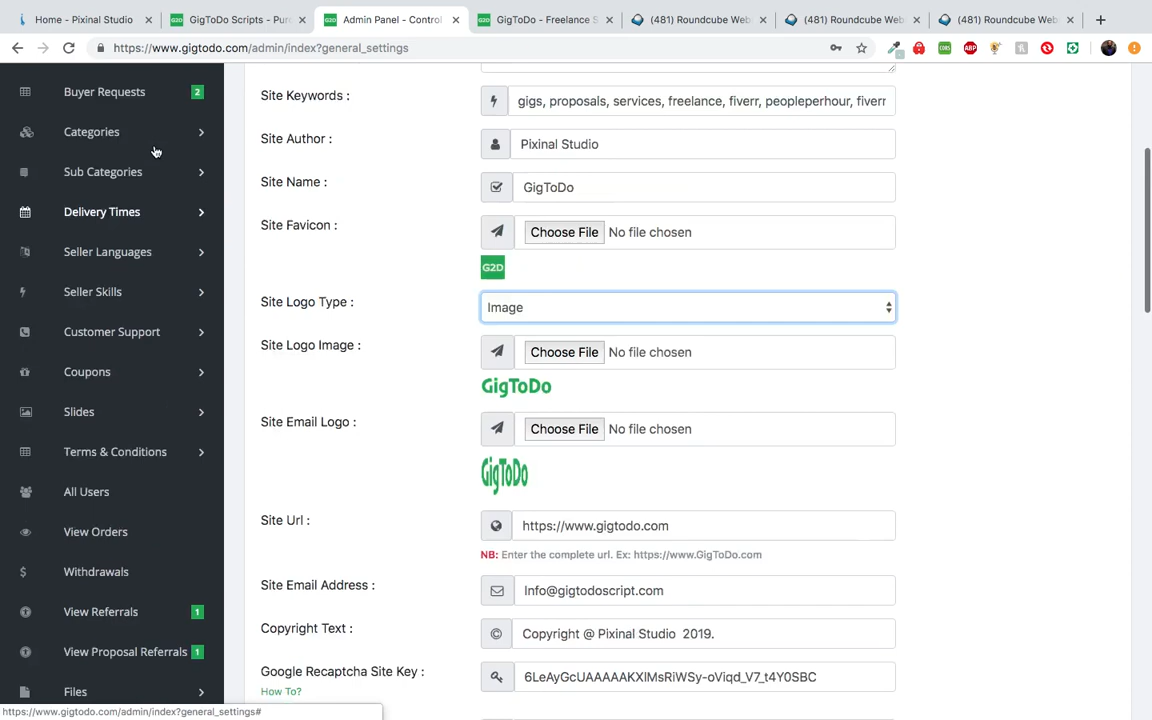 Home - Pixinal Studio
GigToDo Scripts - Pur
Admin Panel - Control
GigToDo - Freelance S
(481) Roundcube Web
(481) Roundcube Web
(481) Roundcube Web
https://www.gigtodo.com/admin/index?general_settings
Buyer Requests 2
Categories
Sub Categories
Delivery Times
Seller Languages
Seller Skills
Customer Support
Coupons
Slides
Terms & Conditions
All Users
View Orders
Withdrawals
View Referrals 1
View Proposal Referrals 1
Files
https://www.gigtodo.com/admin/index?general_settings#
Site Keywords : gigs, proposals, services, freelance, fiverr, peopleperhour, fiverr
Site Author : Pixinal Studio
Site Name : GigToDo
Site Favicon : Choose File No file chosen
G2D
Site Logo Type : Image
Site Logo Image : Choose File No file chosen
GigToDo
Site Email Logo : Choose File No file chosen
GigToDo
Site Url : https://www.gigtodo.com
NB: Enter the complete url. Ex: https://www.GigToDo.com
Site Email Address : Info@gigtodoscript.com
Copyright Text : Copyright @ Pixinal Studio 2019.
Google Recaptcha Site Key : 6LeAyGcUAAAAAKXlMsRiWSy-oViqd_V7_t4Y0SBC
How To?